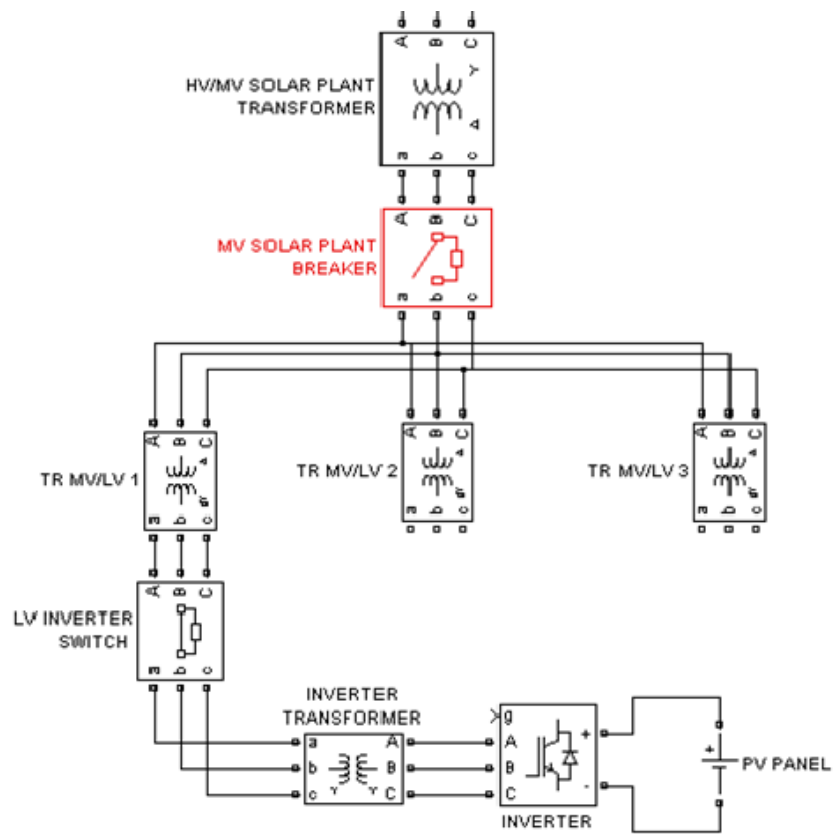 A B C
HV/MV SOLAR PLANT
TRANSFORMER
Y
Δ
a b c
A B C
MV SOLAR PLANT
BREAKER
a b c
A B C
Δ
TR MV/LV 1
a b c
A B C
Δ
TR MV/LV 2
a b c
A B C
Δ
TR MV/LV 3
a b c
A B C
LV INVERTER
SWITCH
a b c
INVERTER
TRANSFORMER
a A
b B
c C
Y Y
g
A +
B
C -
INVERTER
+
PV PANEL